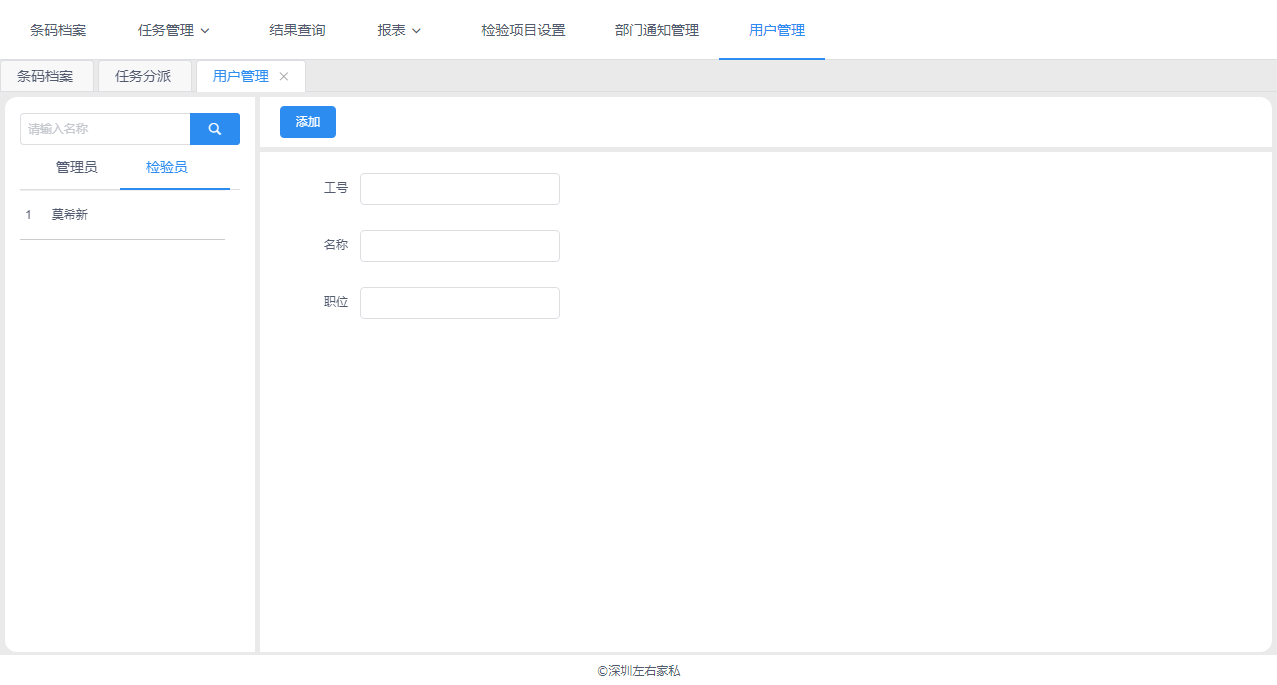 条码档案 任务管理 结果查询 报表 检验项目设置 部门通知管理 用户管理
条码档案 任务分派 用户管理
请输入名称
添加
管理员 检验员
1 莫希新
工号
名称
职位
©深圳左右家私